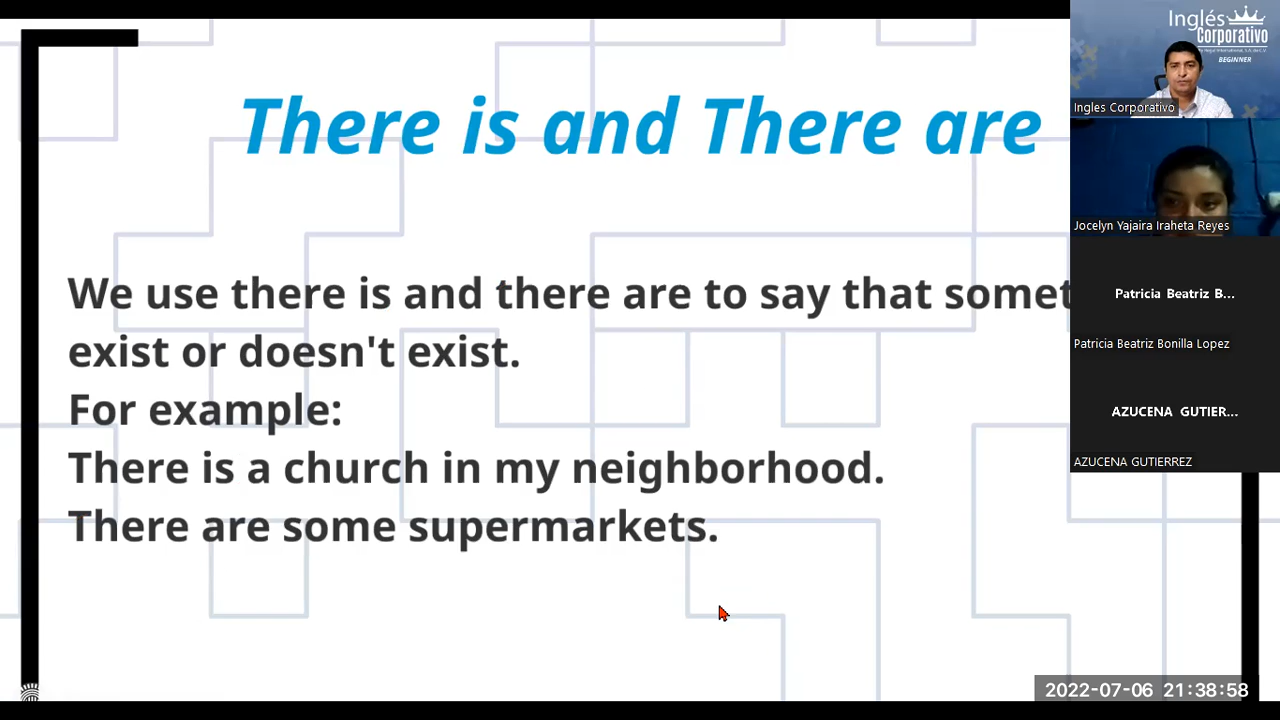 There is and There are
We use there is and there are to say that somet
exist or doesn't exist.
For example:
There is a church in my neighborhood.
There are some supermarkets.
Inglés
Corporativo
BEGINNER
Ingles Corporativo
Jocelyn Yajaira Iraheta Reyes
Patricia Beatriz B...
Patricia Beatriz Bonilla Lopez
AZUCENA GUTIER...
AZUCENA GUTIERREZ
2022-07-06 21:38:58